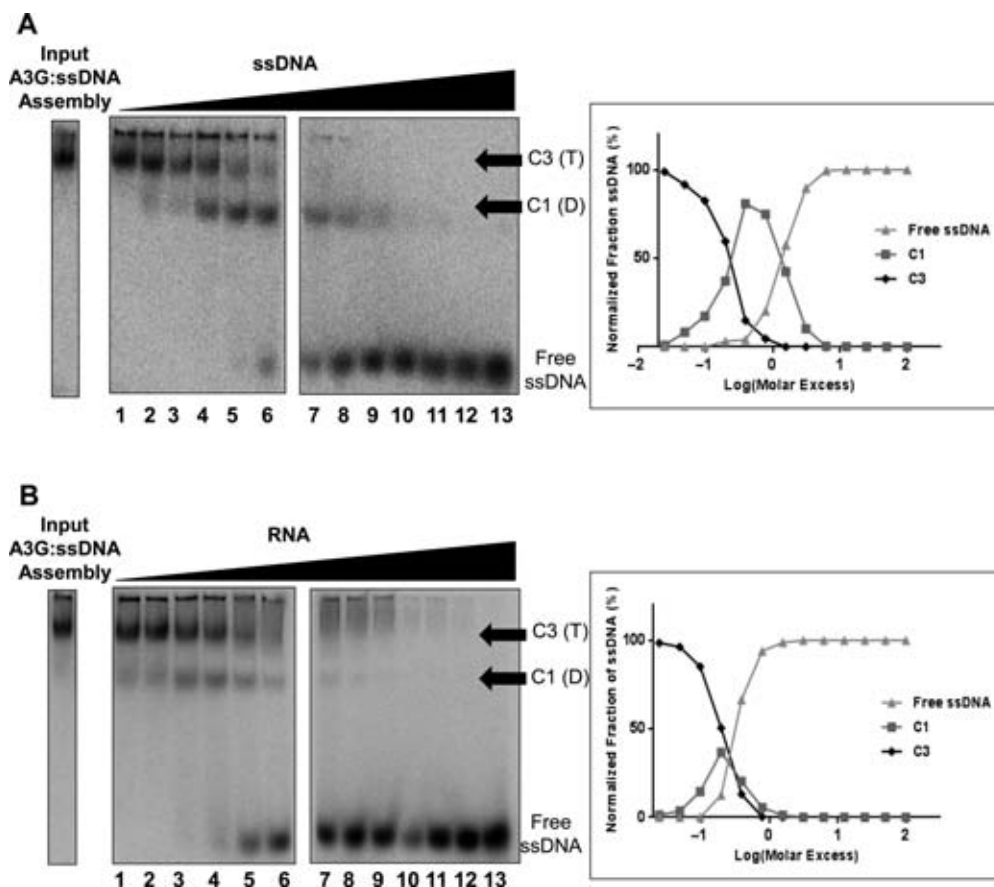 A
Input
A3G:ssDNA
Assembly
ssDNA
C3 (T)
C1 (D)
Free
ssDNA
1 2 3 4 5 6 7 8 9 10 11 12 13
Normalized Fraction ssDNA (%)
100
50
0
−1 0 1 2
Log(Molar Excess)
Free ssDNA
C1
C3
B
Input
A3G:ssDNA
Assembly
RNA
C3 (T)
C1 (D)
Free
ssDNA
1 2 3 4 5 6 7 8 9 10 11 12 13
Normalized Fraction of ssDNA (%)
100
50
0
−1 0 1 2
Log(Molar Excess)
Free ssDNA
C1
C3